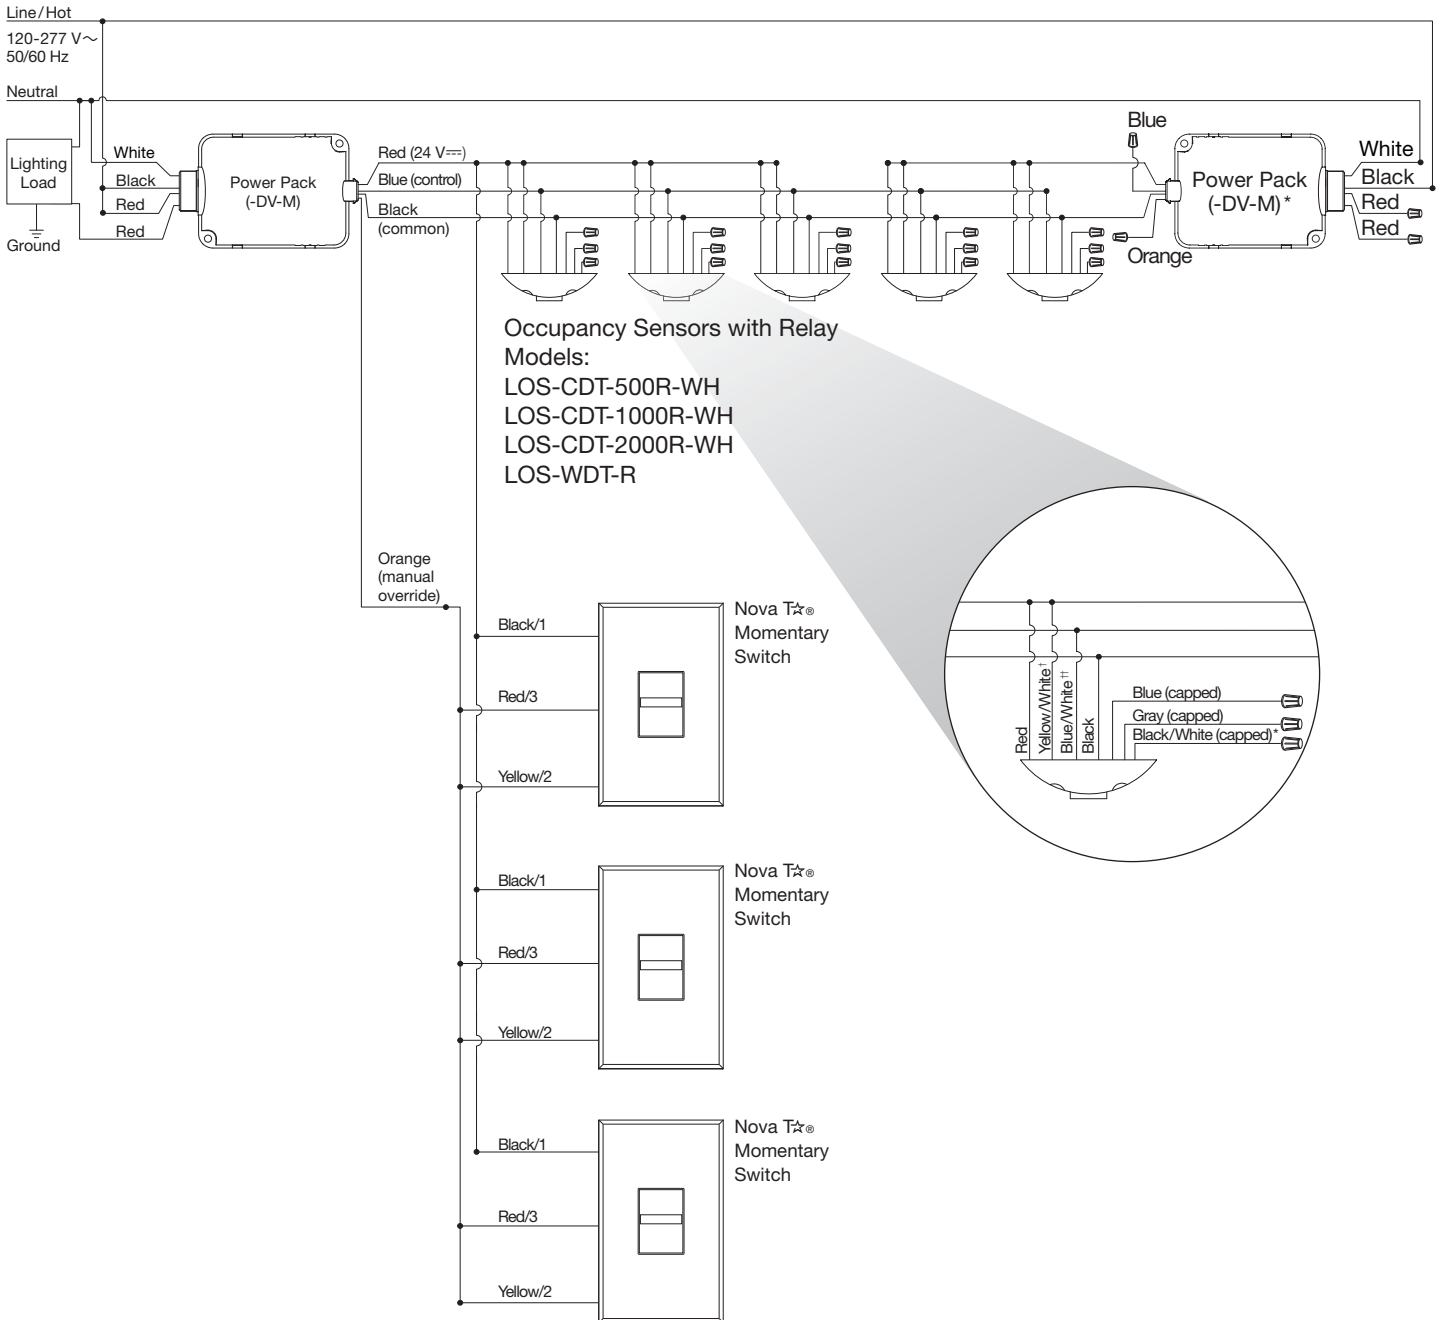 Line/Hot
120-277 V~
50/60 Hz
Neutral
Lighting
Load
Ground
White
Black
Red
Red
Power Pack
(-DV-M)
Red (24 V⎓)
Blue (control)
Black
(common)
Blue
Orange
Power Pack
(-DV-M)*
White
Black
Red
Red
Occupancy Sensors with Relay
Models:
LOS-CDT-500R-WH
LOS-CDT-1000R-WH
LOS-CDT-2000R-WH
LOS-WDT-R
Orange
(manual
override)
Black/1
Red/3
Yellow/2
Nova T☆®
Momentary
Switch
Red
Yellow/White†
Blue/White††
Black
Blue (capped)
Gray (capped)
Black/White (capped)*
Black/1
Red/3
Yellow/2
Nova T☆®
Momentary
Switch
Black/1
Red/3
Yellow/2
Nova T☆®
Momentary
Switch